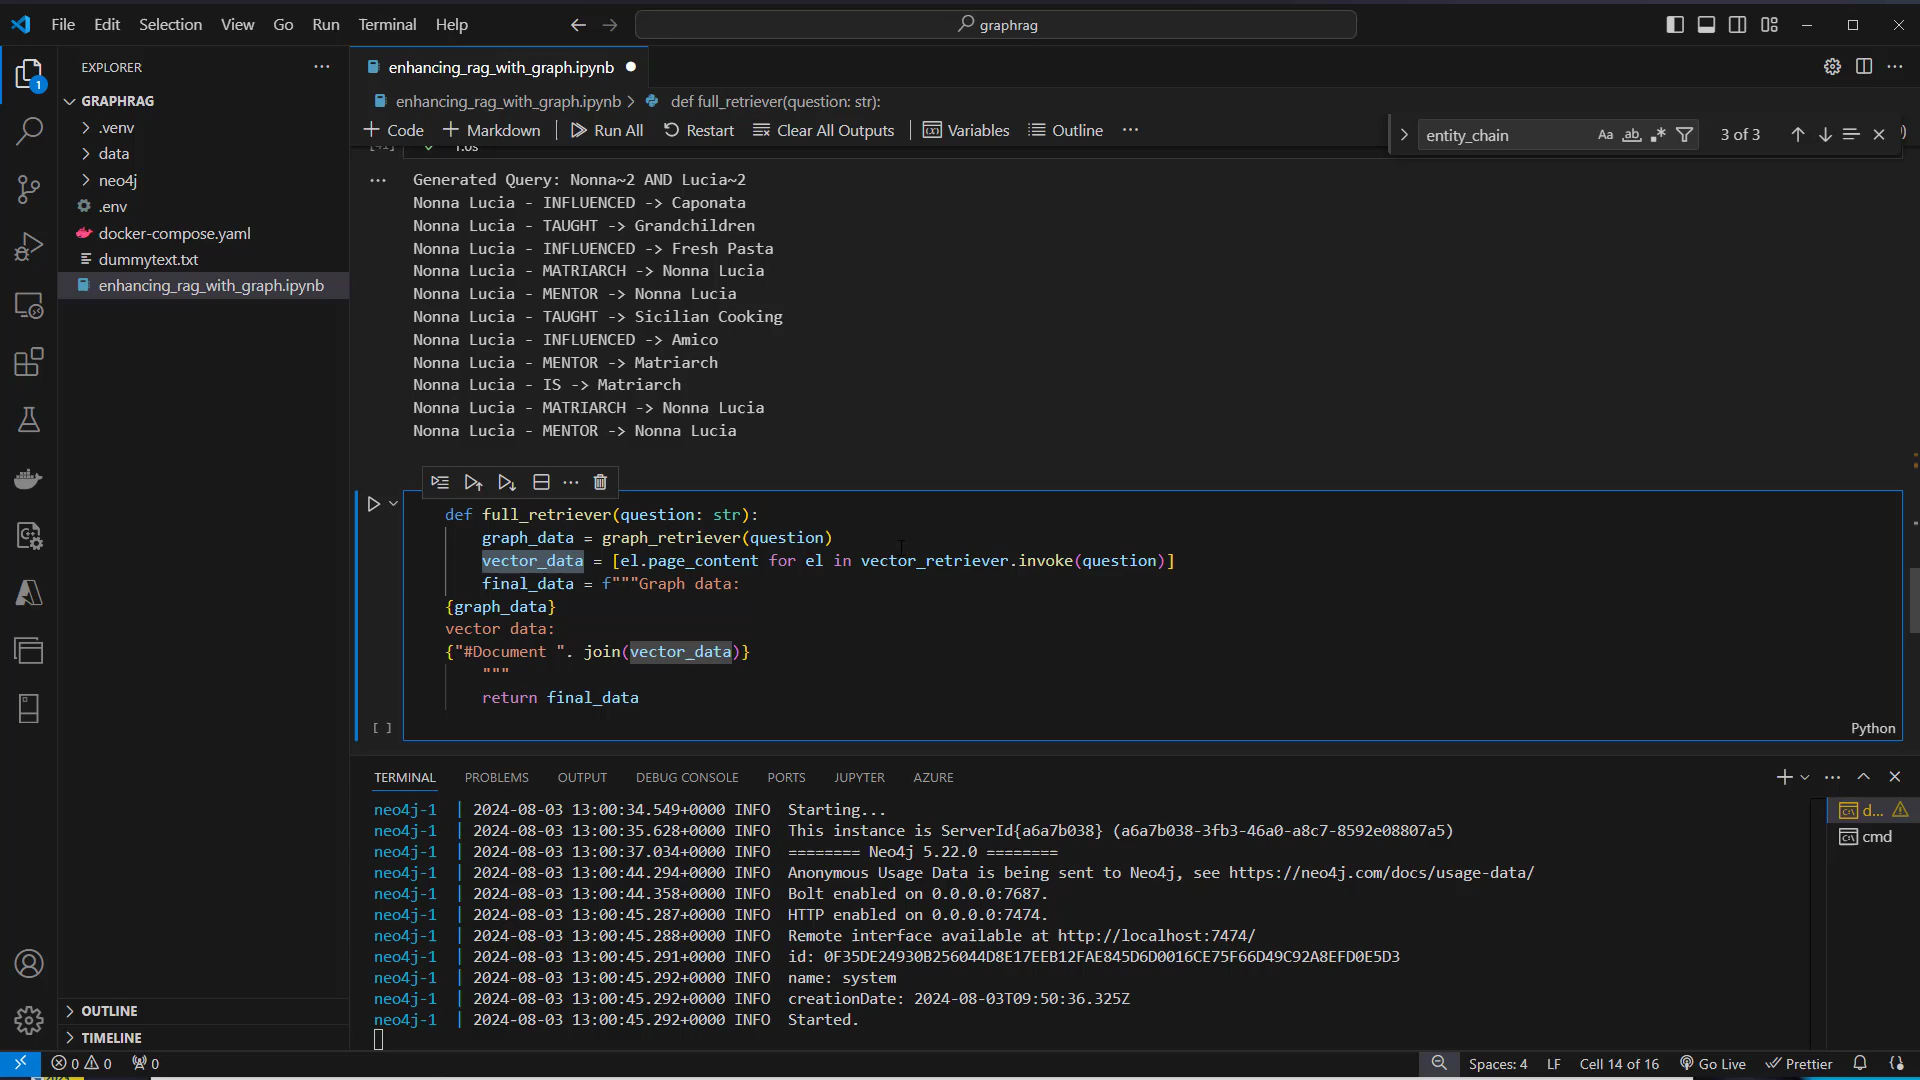 File Edit Selection View Go Run Terminal Help
graphrag
EXPLORER
GRAPHRAG
.venv
data
neo4j
.env
docker-compose.yaml
dummytext.txt
enhancing_rag_with_graph.ipynb
OUTLINE
TIMELINE
enhancing_rag_with_graph.ipynb
enhancing_rag_with_graph.ipynb > def full_retriever(question: str):
+ Code + Markdown Run All Restart Clear All Outputs Variables Outline ...
entity_chain Aa ab 3 of 3
1.0s
Generated Query: Nonna~2 AND Lucia~2
Nonna Lucia - INFLUENCED -> Caponata
Nonna Lucia - TAUGHT -> Grandchildren
Nonna Lucia - INFLUENCED -> Fresh Pasta
Nonna Lucia - MATRIARCH -> Nonna Lucia
Nonna Lucia - MENTOR -> Nonna Lucia
Nonna Lucia - TAUGHT -> Sicilian Cooking
Nonna Lucia - INFLUENCED -> Amico
Nonna Lucia - MENTOR -> Matriarch
Nonna Lucia - IS -> Matriarch
Nonna Lucia - MATRIARCH -> Nonna Lucia
Nonna Lucia - MENTOR -> Nonna Lucia
def full_retriever(question: str):
graph_data = graph_retriever(question)
vector_data = [el.page_content for el in vector_retriever.invoke(question)]
final_data = f"""Graph data:
{graph_data}
vector data:
{"#Document ". join(vector_data)}
"""
return final_data
[ ]
Python
TERMINAL PROBLEMS OUTPUT DEBUG CONSOLE PORTS JUPYTER AZURE
neo4j-1 | 2024-08-03 13:00:34.549+0000 INFO Starting...
neo4j-1 | 2024-08-03 13:00:35.628+0000 INFO This instance is ServerId{a6a7b038} (a6a7b038-3fb3-46a0-a8c7-8592e08807a5)
neo4j-1 | 2024-08-03 13:00:37.034+0000 INFO ======== Neo4j 5.22.0 ========
neo4j-1 | 2024-08-03 13:00:44.294+0000 INFO Anonymous Usage Data is being sent to Neo4j, see https://neo4j.com/docs/usage-data/
neo4j-1 | 2024-08-03 13:00:44.358+0000 INFO Bolt enabled on 0.0.0.0:7687.
neo4j-1 | 2024-08-03 13:00:45.287+0000 INFO HTTP enabled on 0.0.0.0:7474.
neo4j-1 | 2024-08-03 13:00:45.288+0000 INFO Remote interface available at http://localhost:7474/
neo4j-1 | 2024-08-03 13:00:45.291+0000 INFO id: 0F35DE24930B256044D8E17EEB12FAE845D6D0016CE75F66D49C92A8EFD0E5D3
neo4j-1 | 2024-08-03 13:00:45.292+0000 INFO name: system
neo4j-1 | 2024-08-03 13:00:45.292+0000 INFO creationDate: 2024-08-03T09:50:36.325Z
neo4j-1 | 2024-08-03 13:00:45.292+0000 INFO Started.
d...
cmd
0 0 0 Spaces: 4 LF Cell 14 of 16 Go Live Prettier